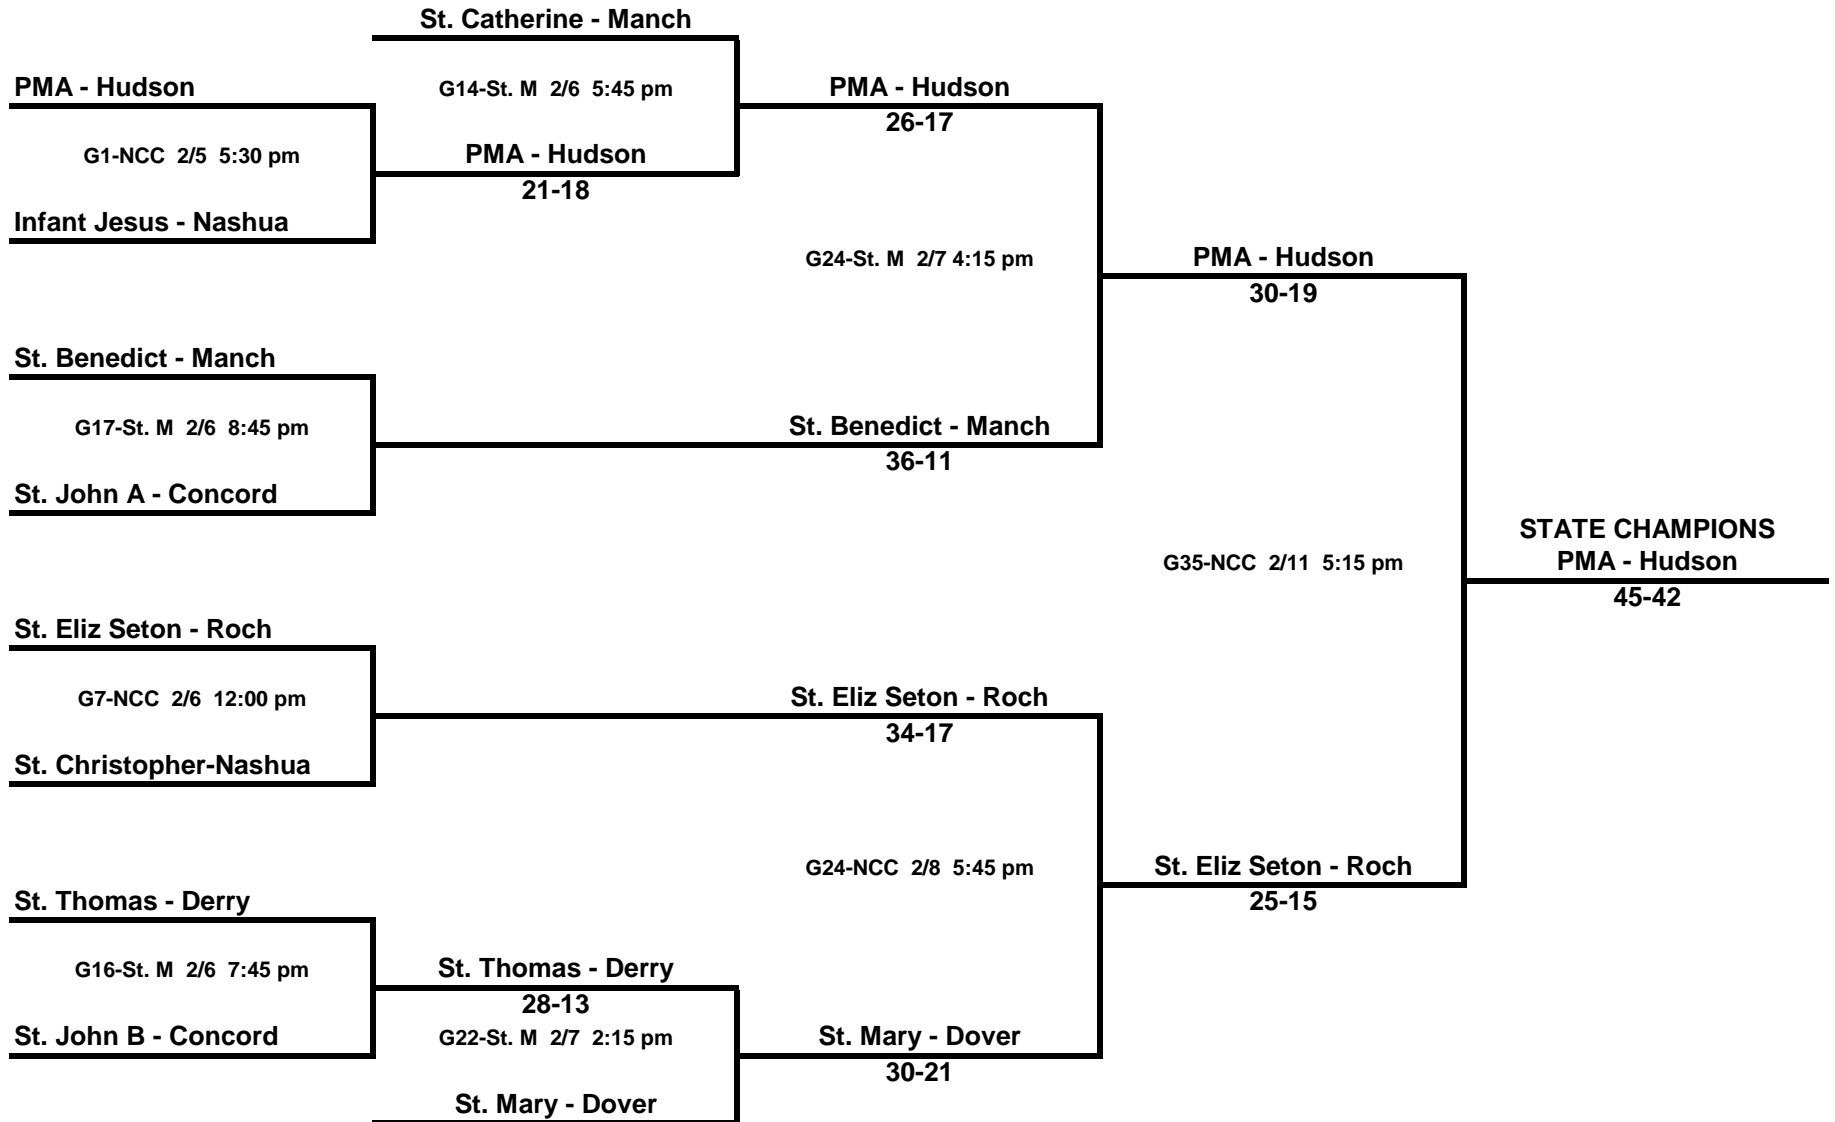 St. Catherine - Manch
PMA - Hudson
G14-St. M 2/6 5:45 pm
PMA - Hudson
26-17
G1-NCC 2/5 5:30 pm
PMA - Hudson
21-18
Infant Jesus - Nashua
G24-St. M 2/7 4:15 pm
PMA - Hudson
30-19
St. Benedict - Manch
G17-St. M 2/6 8:45 pm
St. Benedict - Manch
36-11
St. John A - Concord
STATE CHAMPIONS
G35-NCC 2/11 5:15 pm
PMA - Hudson
45-42
St. Eliz Seton - Roch
G7-NCC 2/6 12:00 pm
St. Eliz Seton - Roch
34-17
St. Christopher-Nashua
G24-NCC 2/8 5:45 pm
St. Eliz Seton - Roch
25-15
St. Thomas - Derry
G16-St. M 2/6 7:45 pm
St. Thomas - Derry
28-13
St. John B - Concord
G22-St. M 2/7 2:15 pm
St. Mary - Dover
30-21
St. Mary - Dover